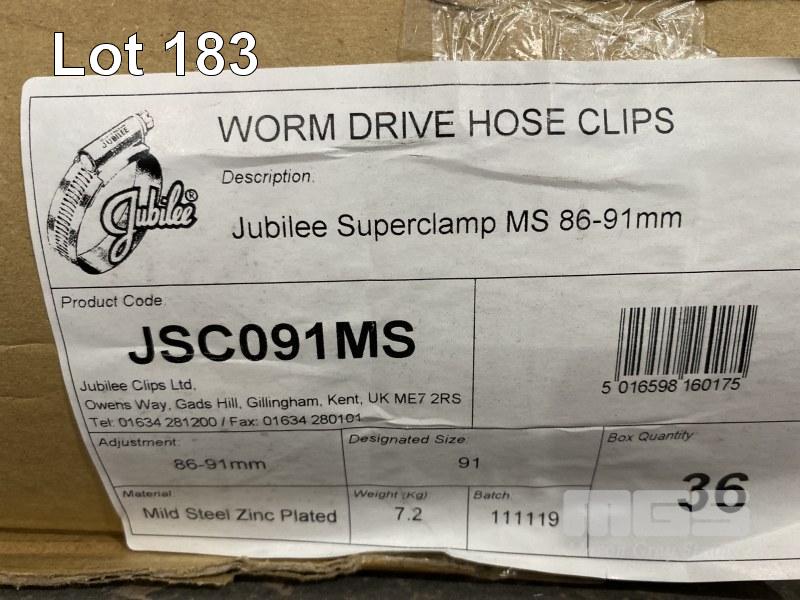 Lot 183
WORM DRIVE HOSE CLIPS
JUBILEE
Jubilee®
Description.
Jubilee Superclamp MS 86-91mm
Product Code
JSC091MS
Jubilee Clips Ltd,
Owens Way, Gads Hill, Gillingham, Kent, UK ME7 2RS
Tel: 01634 281200 / Fax: 01634 280101
5 016598 160175
Adjustment:
86-91mm
Designated Size
91
Box Quantity
36
Material
Mild Steel Zinc Plated
Weight (Kg)
7.2
Batch
111119
MGS